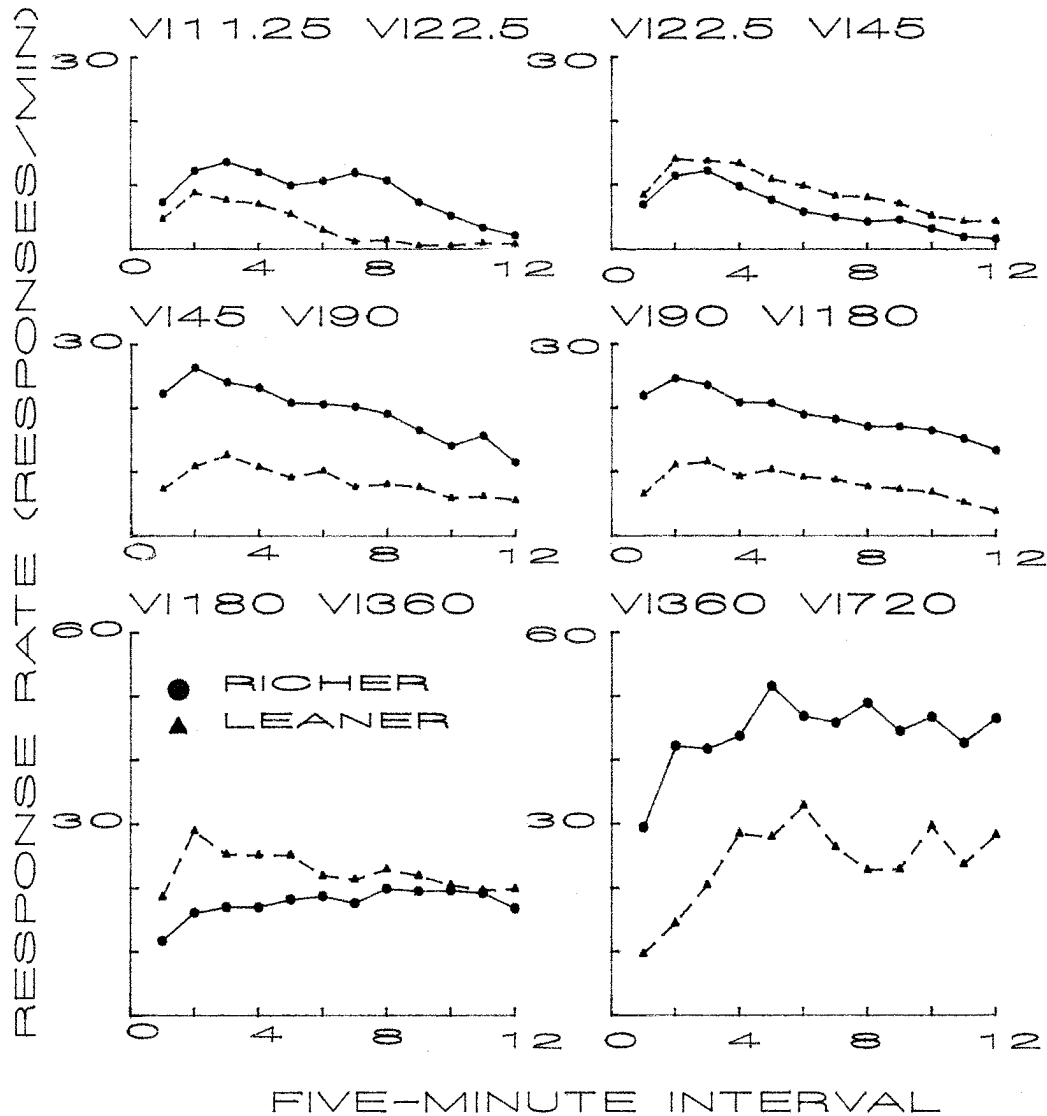 RESPONSE RATE (RESPONSES/MIN)
VI11.25 VI22.5
30
0 4 8 12
VI22.5 VI45
30
0 4 8 12
VI45 VI90
30
0 4 8 12
VI90 VI180
30
0 4 8 12
VI180 VI360
60
RICHER
LEANER
30
0 4 8 12
VI360 VI720
60
30
0 4 8 12
FIVE-MINUTE INTERVAL